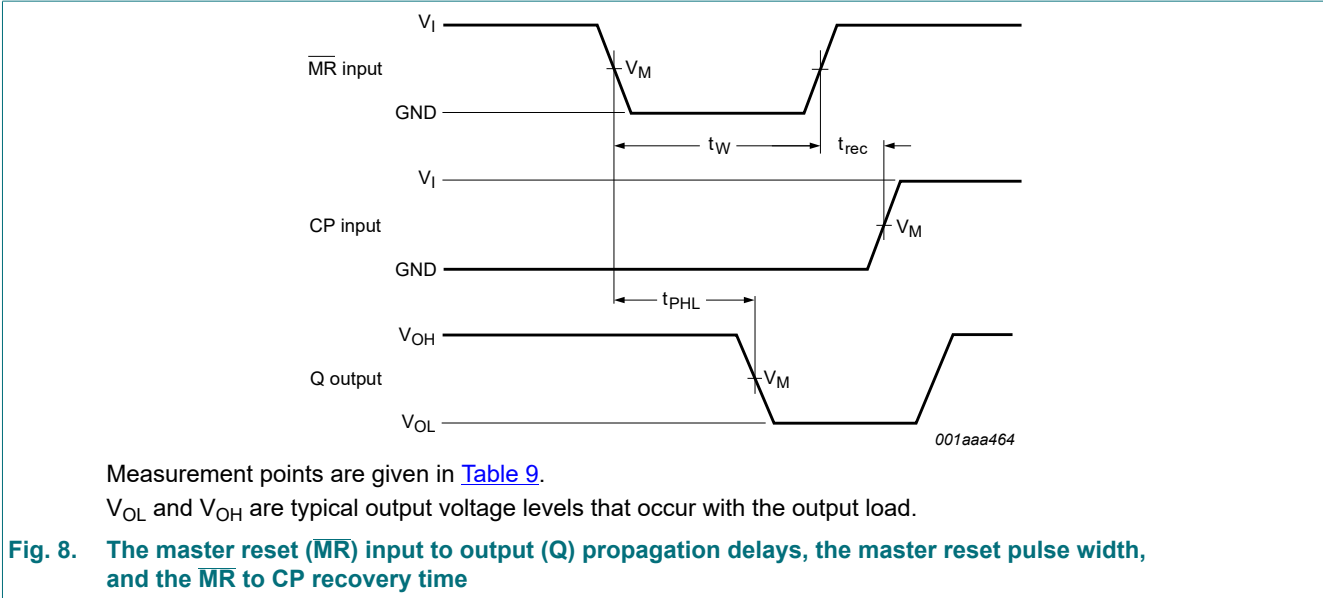 V_I
M̅R̅ input
V_M
GND
t_W
t_rec
V_I
CP input
V_M
GND
t_PHL
V_OH
Q output
V_M
V_OL
001aaa464
Measurement points are given in Table 9.
V_OL and V_OH are typical output voltage levels that occur with the output load.
Fig. 8. The master reset (M̅R̅) input to output (Q) propagation delays, the master reset pulse width,
and the M̅R̅ to CP recovery time